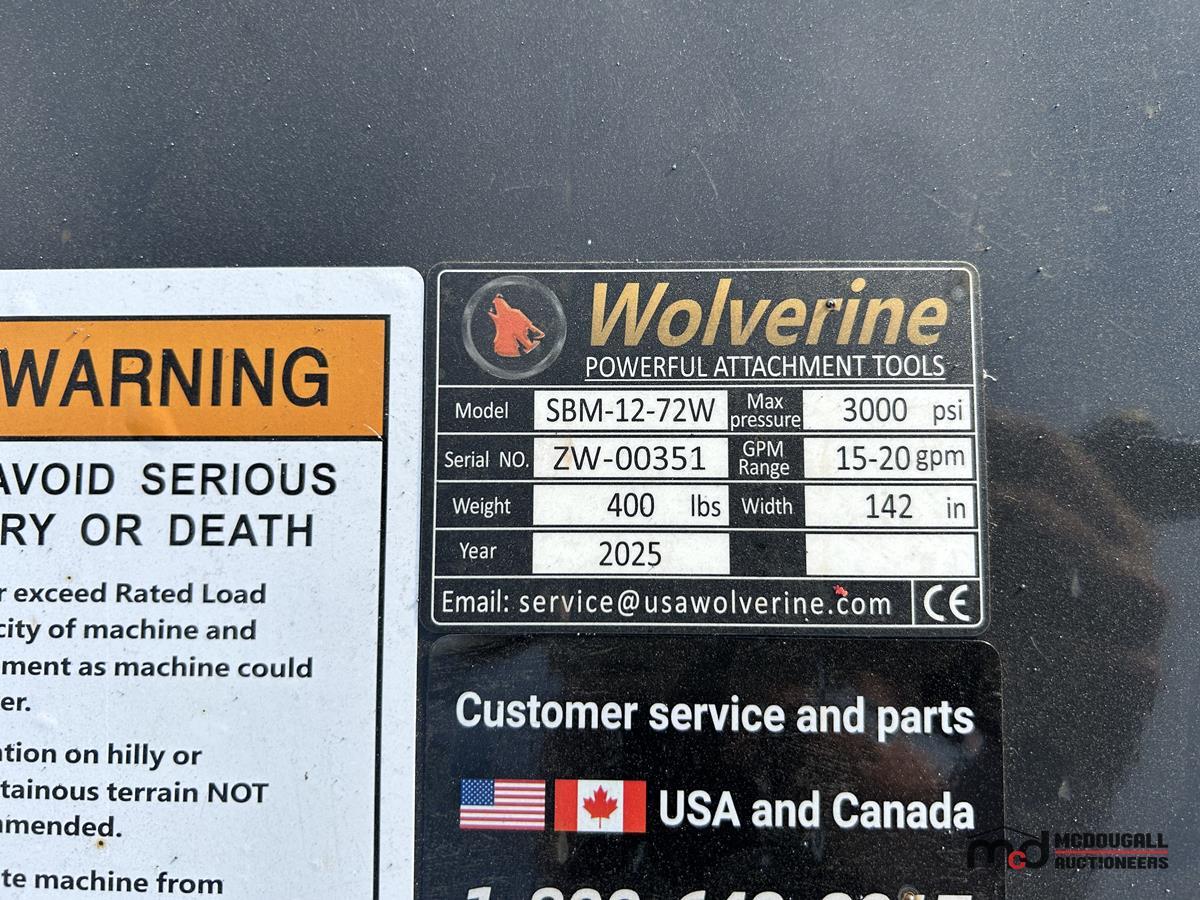 WARNING
AVOID SERIOUS
RY OR DEATH
r exceed Rated Load
city of machine and
ment as machine could
er.
ation on hilly or
tainous terrain NOT
mmended.
te machine from
Wolverine
POWERFUL ATTACHMENT TOOLS
Model SBM-12-72W Max pressure 3000 psi
Serial NO. ZW-00351 GPM Range 15-20 gpm
Weight 400 lbs Width 142 in
Year 2025
Email: service@usawolverine.com CE
Customer service and parts
USA and Canada
mcd MCDOUGALL
AUCTIONEERS